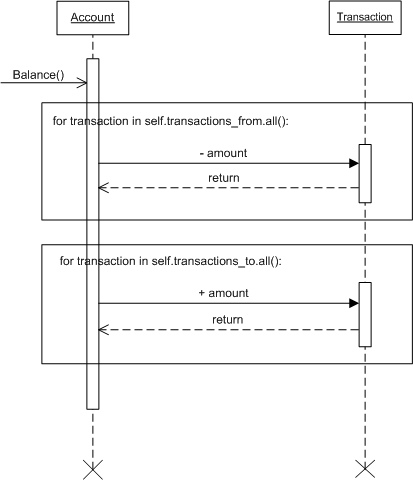 Account
Transaction
Balance()
for transaction in self.transactions_from.all():
- amount
return
for transaction in self.transactions_to.all():
+ amount
return